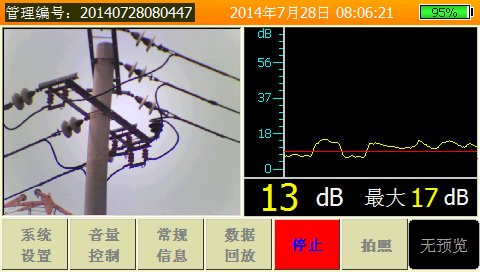 管理编号：20140728080447
2014年7月28日 08:06:21
95%
dB
56
37
18
0
13 dB 最大 17 dB
系统
设置
音量
控制
常规
信息
数据
回放
停止
拍照
无预览